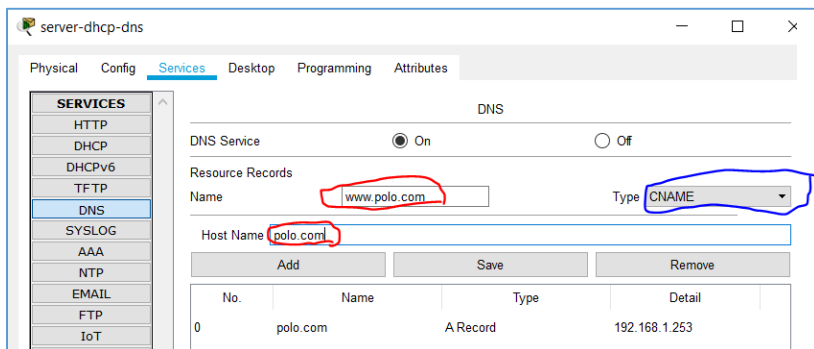 server-dhcp-dns
Physical Config Services Desktop Programming Attributes
SERVICES
HTTP
DHCP
DHCPv6
TFTP
DNS
SYSLOG
AAA
NTP
EMAIL
FTP
IoT
DNS
DNS Service On Off
Resource Records
Name www.polo.com Type CNAME
Host Name polo.com
Add Save Remove
No. Name Type Detail
0 polo.com A Record 192.168.1.253